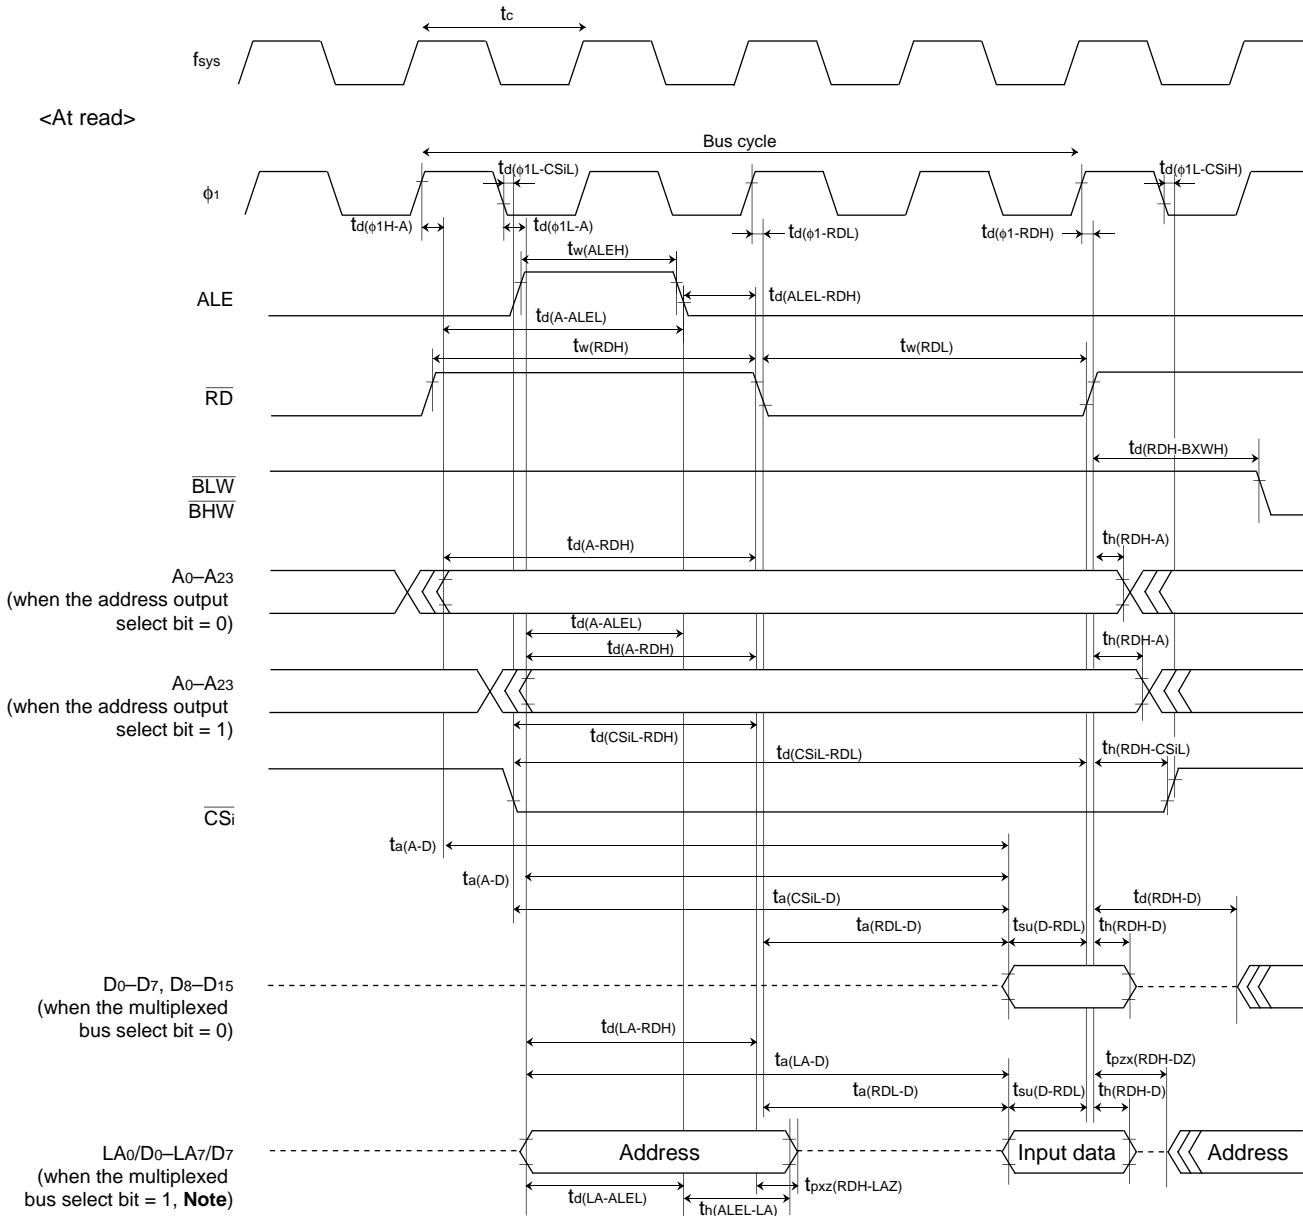 tc
fsys
<At read>
Bus cycle
td(ϕ1L-CSiL)
td(ϕ1L-CSiH)
ϕ1
td(ϕ1H-A)
td(ϕ1L-A)
td(ϕ1-RDL)
td(ϕ1-RDH)
tw(ALEH)
ALE
td(ALEL-RDH)
td(A-ALEL)
tw(RDH)
tw(RDL)
RD
td(RDH-BXWH)
BLW
BHW
td(A-RDH)
th(RDH-A)
A0–A23
(when the address output
select bit = 0)
td(A-ALEL)
td(A-RDH)
th(RDH-A)
A0–A23
(when the address output
select bit = 1)
td(CSiL-RDH)
td(CSiL-RDL)
th(RDH-CSiL)
CSi
ta(A-D)
ta(A-D)
ta(CSiL-D)
td(RDH-D)
ta(RDL-D)
tsu(D-RDL)
th(RDH-D)
D0–D7, D8–D15
(when the multiplexed
bus select bit = 0)
td(LA-RDH)
ta(LA-D)
tpzx(RDH-DZ)
ta(RDL-D)
tsu(D-RDL)
th(RDH-D)
LA0/D0–LA7/D7
(when the multiplexed
bus select bit = 1, Note)
Address
Input data
Address
td(LA-ALEL)
tpxz(RDH-LAZ)
th(ALEL-LA)